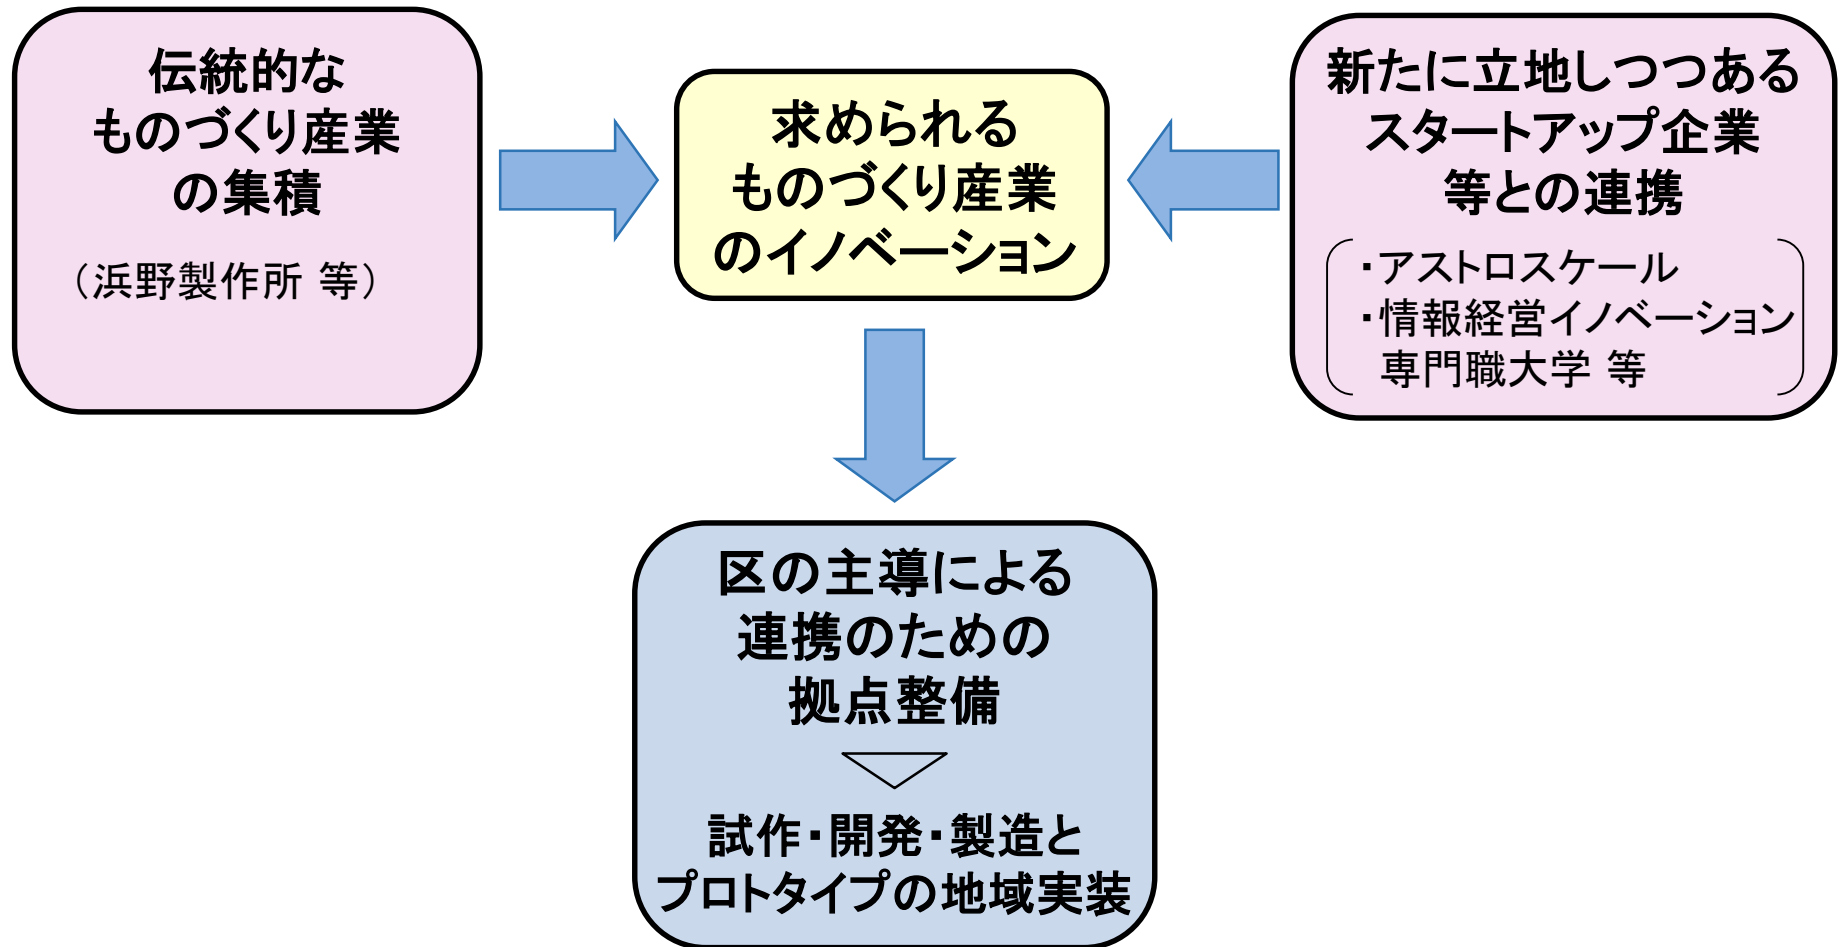 伝統的な
ものづくり産業
の集積
（浜野製作所 等）
求められる
ものづくり産業
のイノベーション
新たに立地しつつある
スタートアップ企業
等との連携
・アストロスケール
・情報経営イノベーション
専門職大学 等
区の主導による
連携のための
拠点整備
試作・開発・製造と
プロトタイプの地域実装